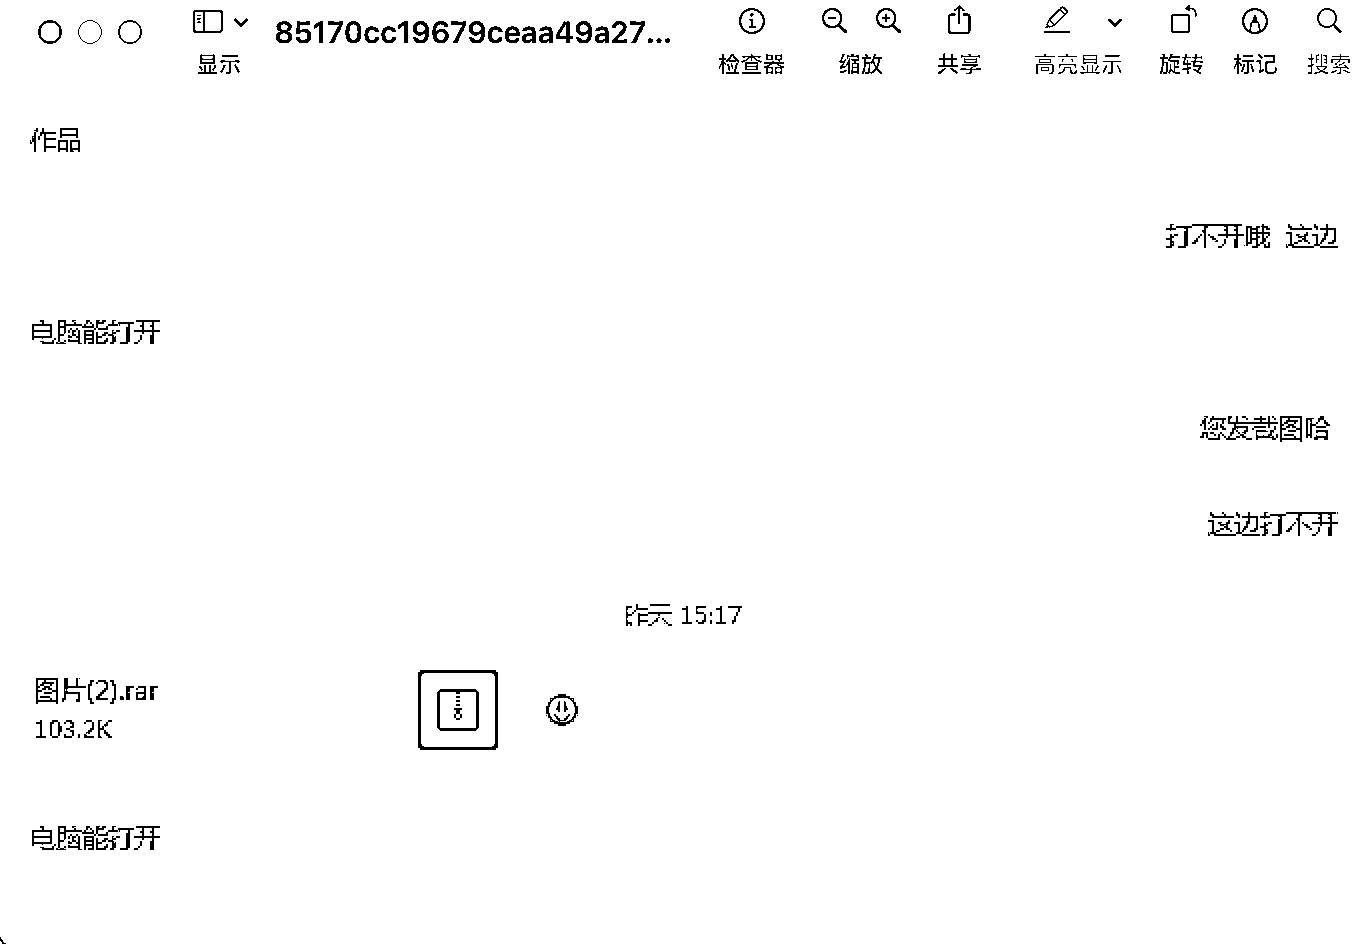 85170cc19679ceaa49a27...
显示
检查器
缩放
共享
高亮显示
旋转
标记
搜索
作品
打不开哦 这边
电脑能打开
您发截图哈
这边打不开
昨天 15:17
图片(2).rar
103.2K
电脑能打开